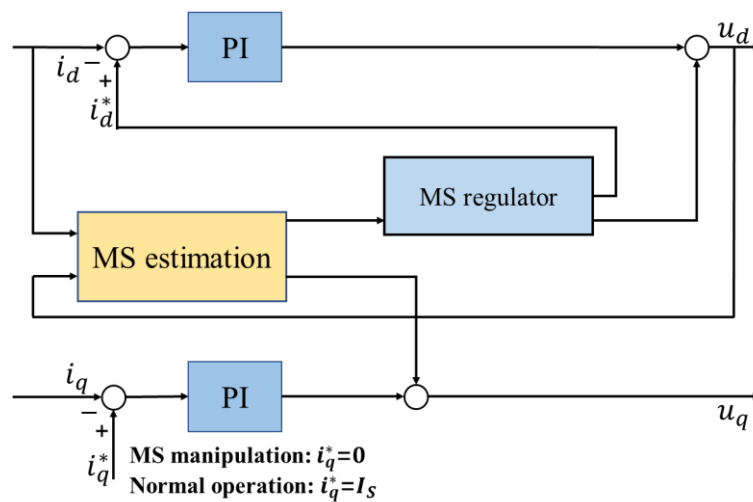 PI
u_d
i_d −
+
i_d^*
MS regulator
MS estimation
i_q
PI
−
+
u_q
i_q^*
MS manipulation: i_q^*=0
Normal operation: i_q^*=I_S